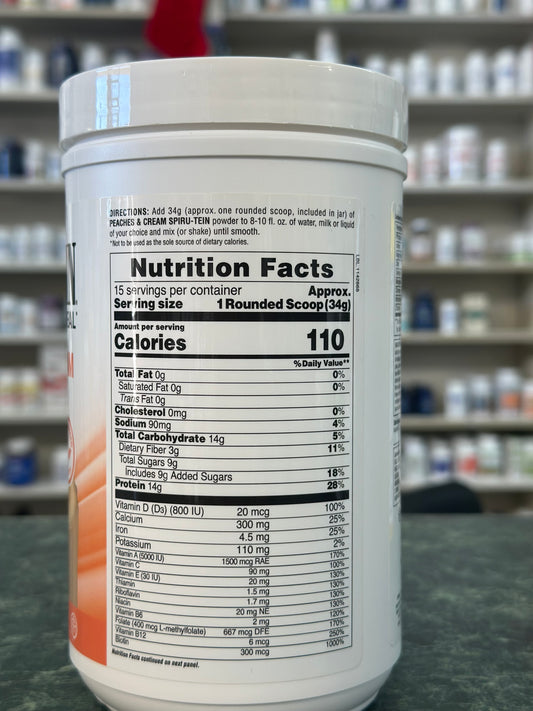 DIRECTIONS: Add 34g (approx. one rounded scoop, included in jar) of
PEACHES & CREAM SPIRU-TEIN powder to 8-10 fl. oz. of water, milk or liquid
of your choice and mix (or shake) until smooth.
*Not to be used as the sole source of dietary calories.
LBL 1142968
Nutrition Facts
15 servings per container Approx.
Serving size 1 Rounded Scoop (34g)
Amount per serving
Calories 110
% Daily Value**
Total Fat 0g 0%
Saturated Fat 0g 0%
Trans Fat 0g
Cholesterol 0mg 0%
Sodium 90mg 4%
Total Carbohydrate 14g 5%
Dietary Fiber 3g 11%
Total Sugars 9g
Includes 9g Added Sugars 18%
Protein 14g 28%
Vitamin D (D3) (800 IU) 20 mcg 100%
Calcium 300 mg 25%
Iron 4.5 mg 25%
Potassium 110 mg 2%
Vitamin A (5000 IU) 1500 mcg RAE 170%
Vitamin C 90 mg 100%
Vitamin E (30 IU) 20 mg 130%
Thiamin 1.5 mg 130%
Riboflavin 1.7 mg 130%
Niacin 20 mg NE 130%
Vitamin B6 2 mg 120%
Folate (400 mcg L-methylfolate) 667 mcg DFE 170%
Vitamin B12 6 mcg 250%
Biotin 300 mcg 1000%
Nutrition Facts continued on next panel.